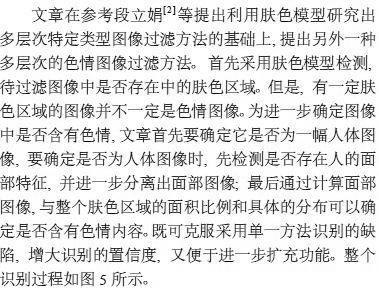 文章在参考段立娟[2]等提利用肤色模型研究出
多层次特定类型图像过滤方法的基础上,提出另外一种
多层次的色情图像过滤方法。首先采用肤色模型检测,
待过滤图像中是否存在中的肤色区域。但是,有一定肤
色区域的图像并不一定是色情图像。为进一步确定图像
中是否含有色情,文章首先要确定它是否为一幅人体图
像,要确定是否为人体图像时,先检测是否存在人的面
部特征,并进一步分离出面部图像;最后通过计算面部
图像,与整个肤色区域的面积比例和具体的分布可以确
定是否含有色情内容。既可克服采用单一方法识别的缺
陷,增大识别的置信度,又便于进一步扩充功能。整个
识别过程如图5所示。